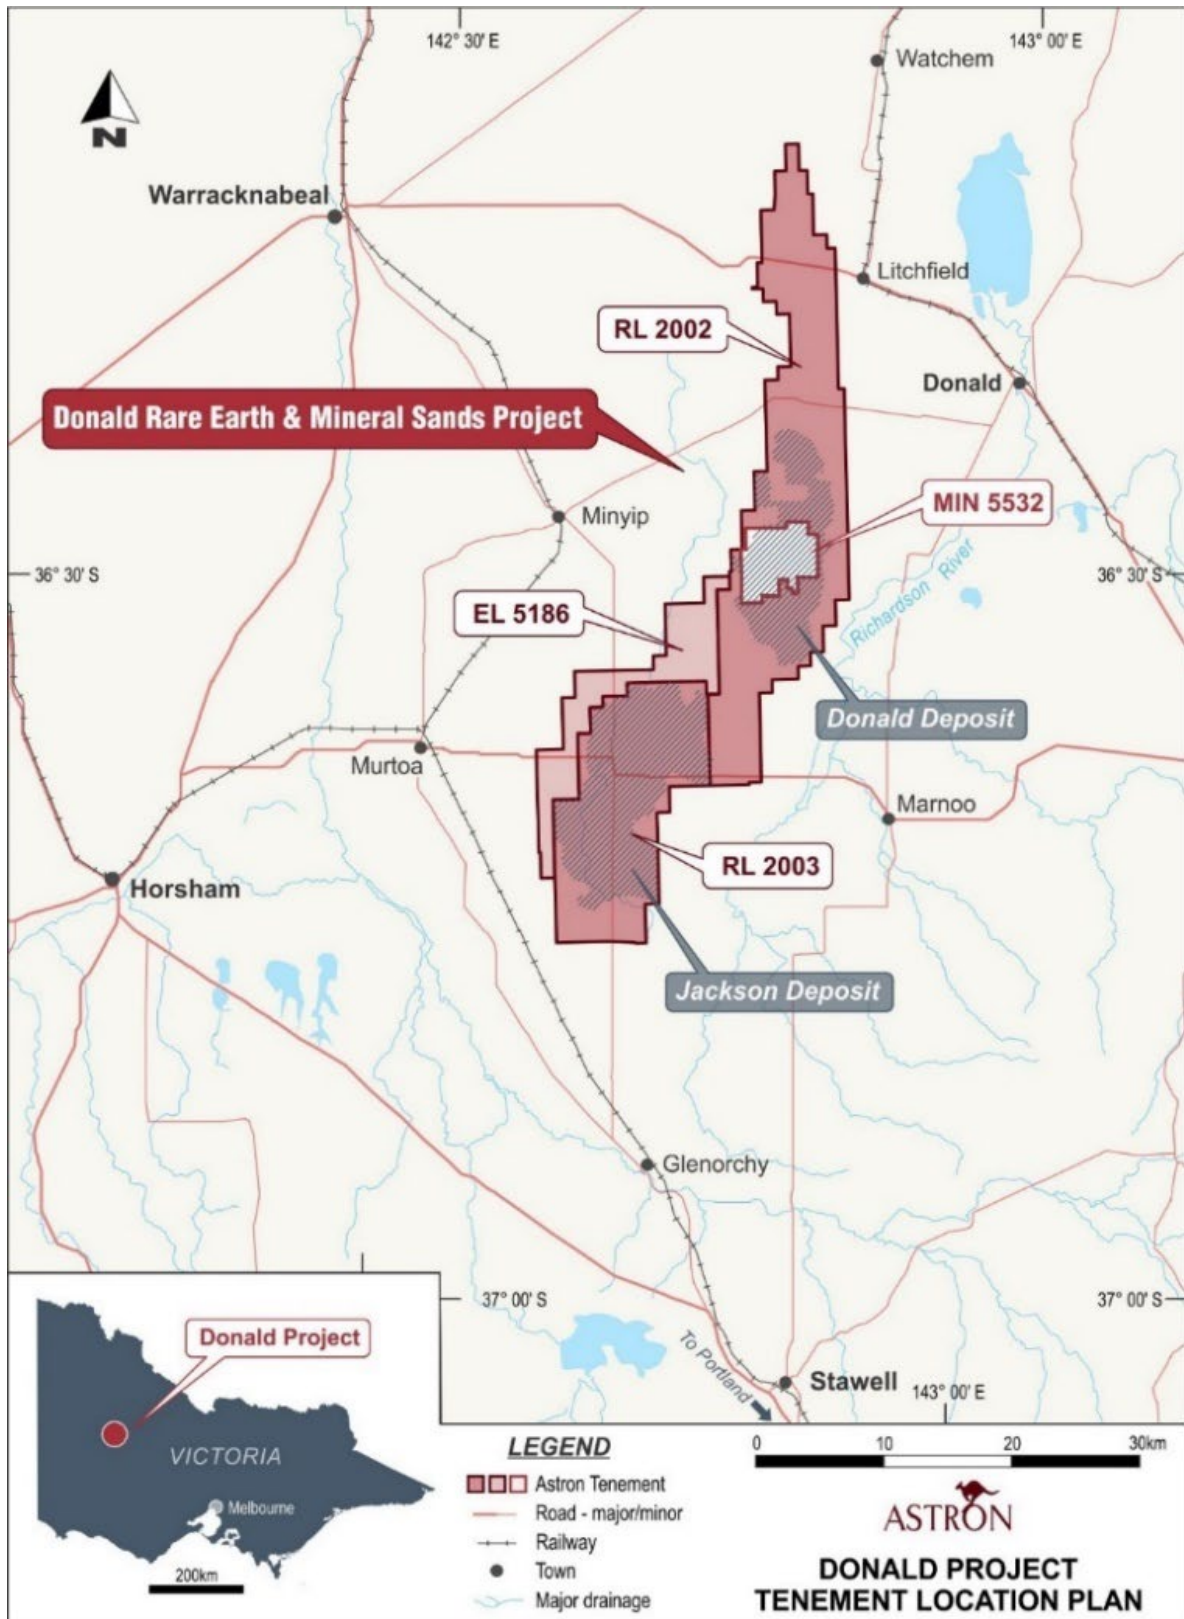 142° 30' E
143° 00' E
Watchem
N
Warracknabeal
Litchfield
RL 2002
Donald
Donald Rare Earth & Mineral Sands Project
MIN 5532
Minyip
36° 30' S
36° 30' S
Richardson River
EL 5186
Donald Deposit
Murtoa
Marnoo
RL 2003
Horsham
Jackson Deposit
Glenorchy
37° 00' S
37° 00' S
Donald Project
To Portland
Stawell
143° 00' E
VICTORIA
Melbourne
200km
LEGEND
Astron Tenement
Road - major/minor
Railway
Town
Major drainage
0 10 20 30km
ASTRON
DONALD PROJECT
TENEMENT LOCATION PLAN